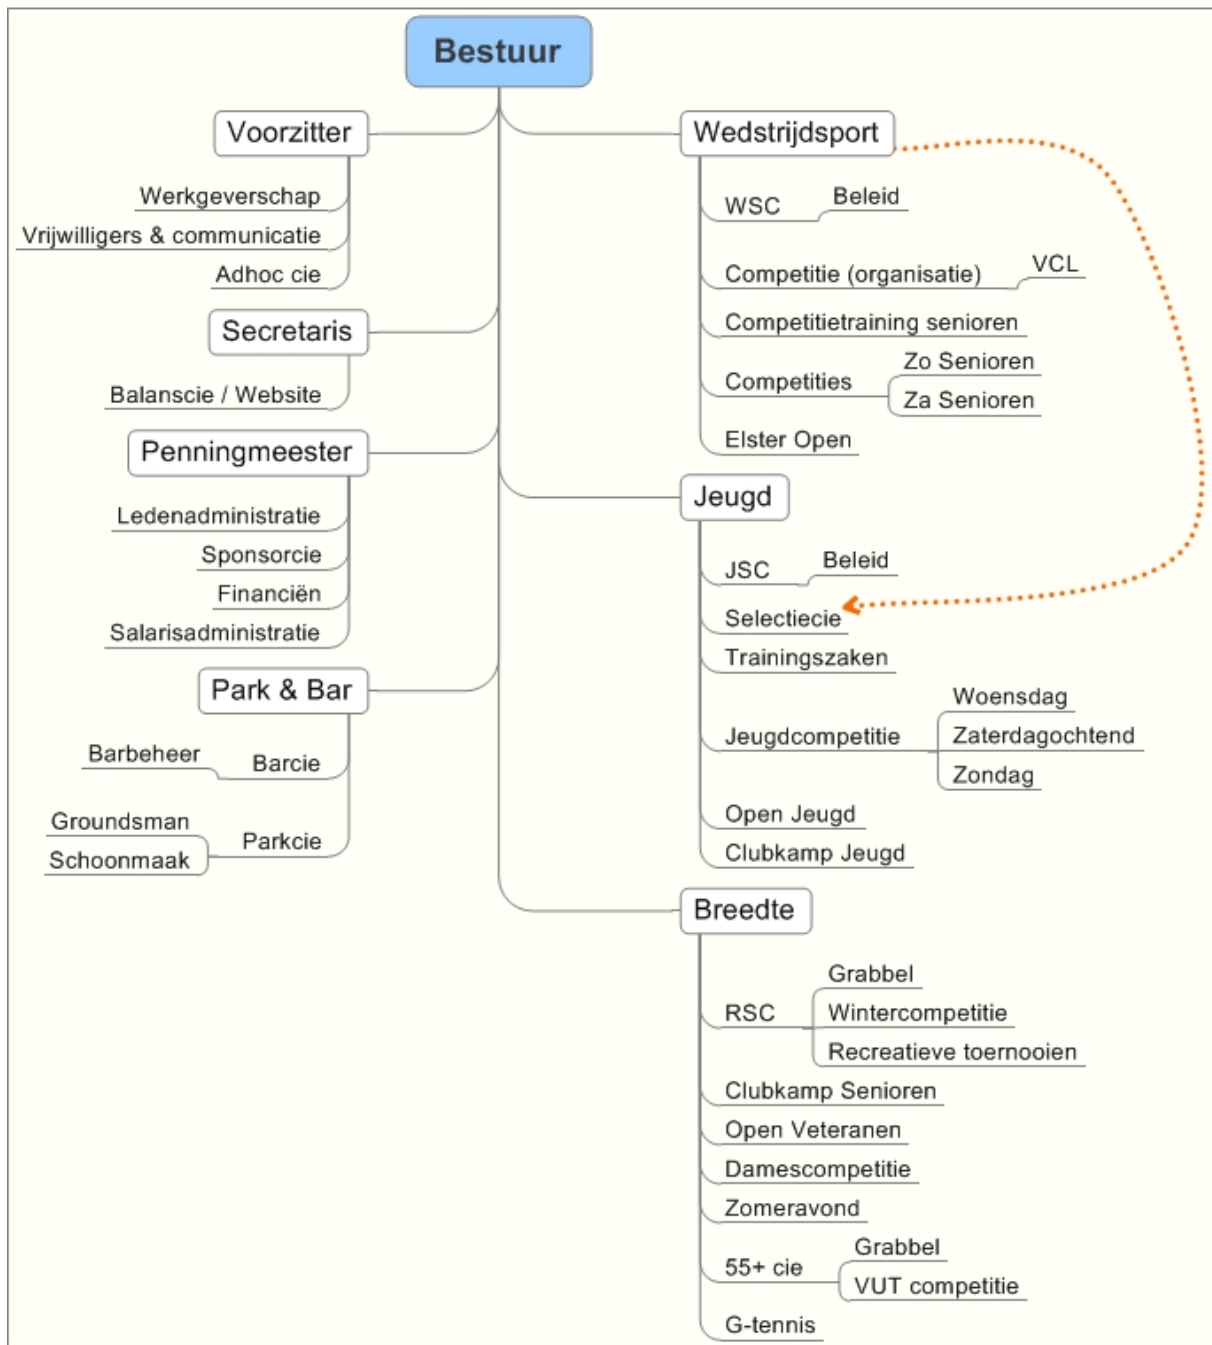 Bestuur
Voorzitter
Werkgeverschap
Vrijwilligers & communicatie
Adhoc cie
Secretaris
Balanscie / Website
Penningmeester
Ledenadministratie
Sponsorcie
Financiën
Salarisadministratie
Park & Bar
Barbeheer
Barcie
Groundsman
Schoonmaak
Parkcie
Wedstrijdsport
WSC
Beleid
Competitie (organisatie)
VCL
Competitietraining senioren
Competities
Zo Senioren
Za Senioren
Elster Open
Jeugd
JSC
Beleid
Selectiecie
Trainingszaken
Jeugdcompetitie
Woensdag
Zaterdagochtend
Zondag
Open Jeugd
Clubkamp Jeugd
Breedte
RSC
Grabbel
Wintercompetitie
Recreatieve toernooien
Clubkamp Senioren
Open Veteranen
Damescompetitie
Zomeravond
55+ cie
Grabbel
VUT competitie
G-tennis